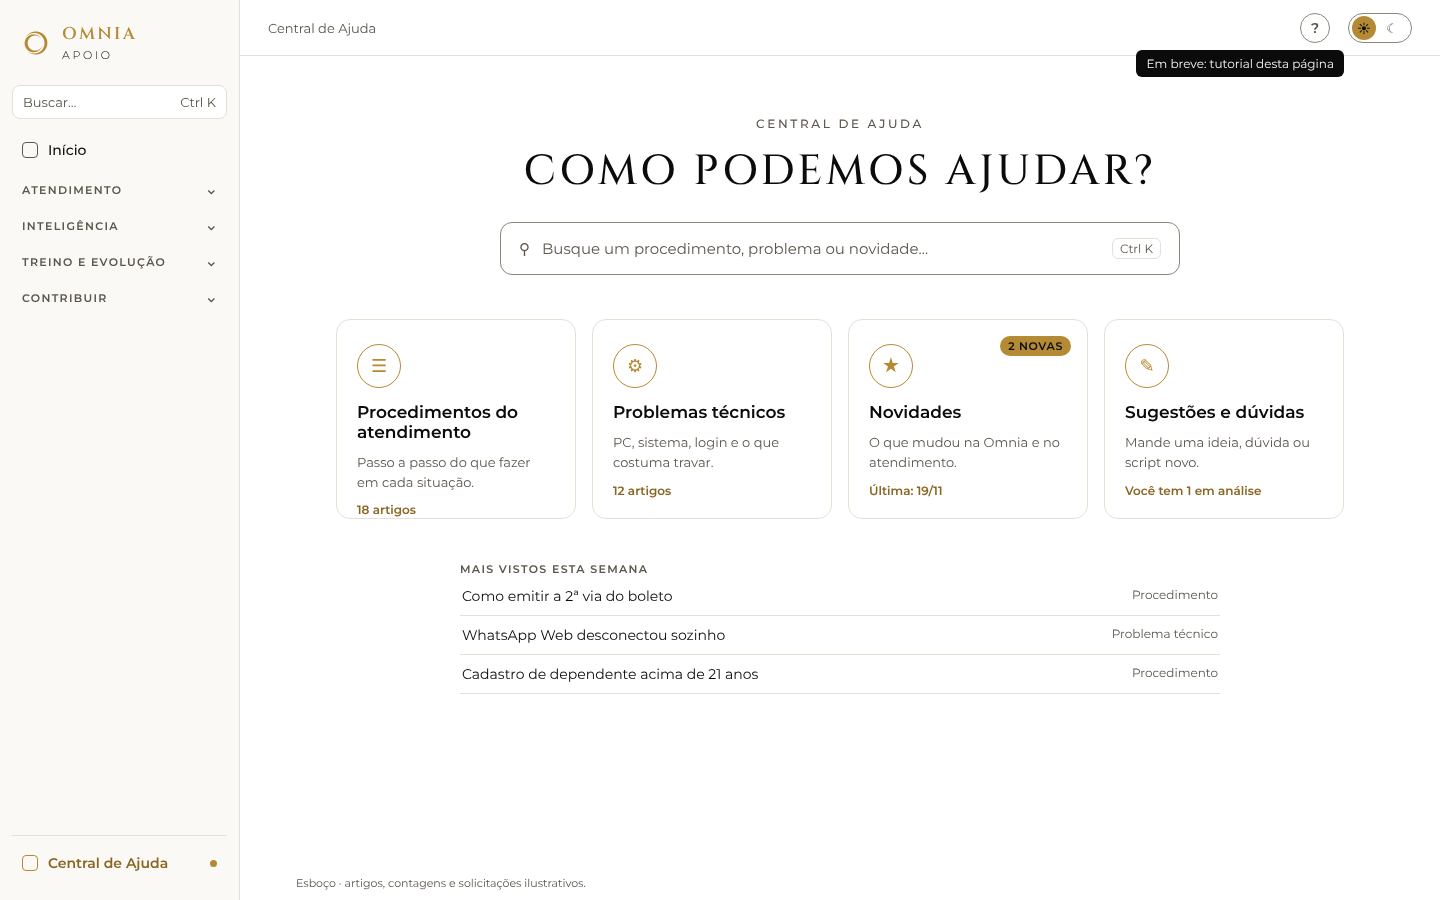 OMNIA
APOIO
Buscar... Ctrl K
Início
ATENDIMENTO
INTELIGÊNCIA
TREINO E EVOLUÇÃO
CONTRIBUIR
Central de Ajuda
Central de Ajuda
?
Em breve: tutorial desta página
CENTRAL DE AJUDA
COMO PODEMOS AJUDAR?
Busque um procedimento, problema ou novidade... Ctrl K
Procedimentos do
atendimento
Passo a passo do que fazer
em cada situação.
18 artigos
Problemas técnicos
PC, sistema, login e o que
costuma travar.
12 artigos
2 NOVAS
Novidades
O que mudou na Omnia e no
atendimento.
Última: 19/11
Sugestões e dúvidas
Mande uma ideia, dúvida ou
script novo.
Você tem 1 em análise
MAIS VISTOS ESTA SEMANA
Como emitir a 2ª via do boleto Procedimento
WhatsApp Web desconectou sozinho Problema técnico
Cadastro de dependente acima de 21 anos Procedimento
Esboço · artigos, contagens e solicitações ilustrativos.